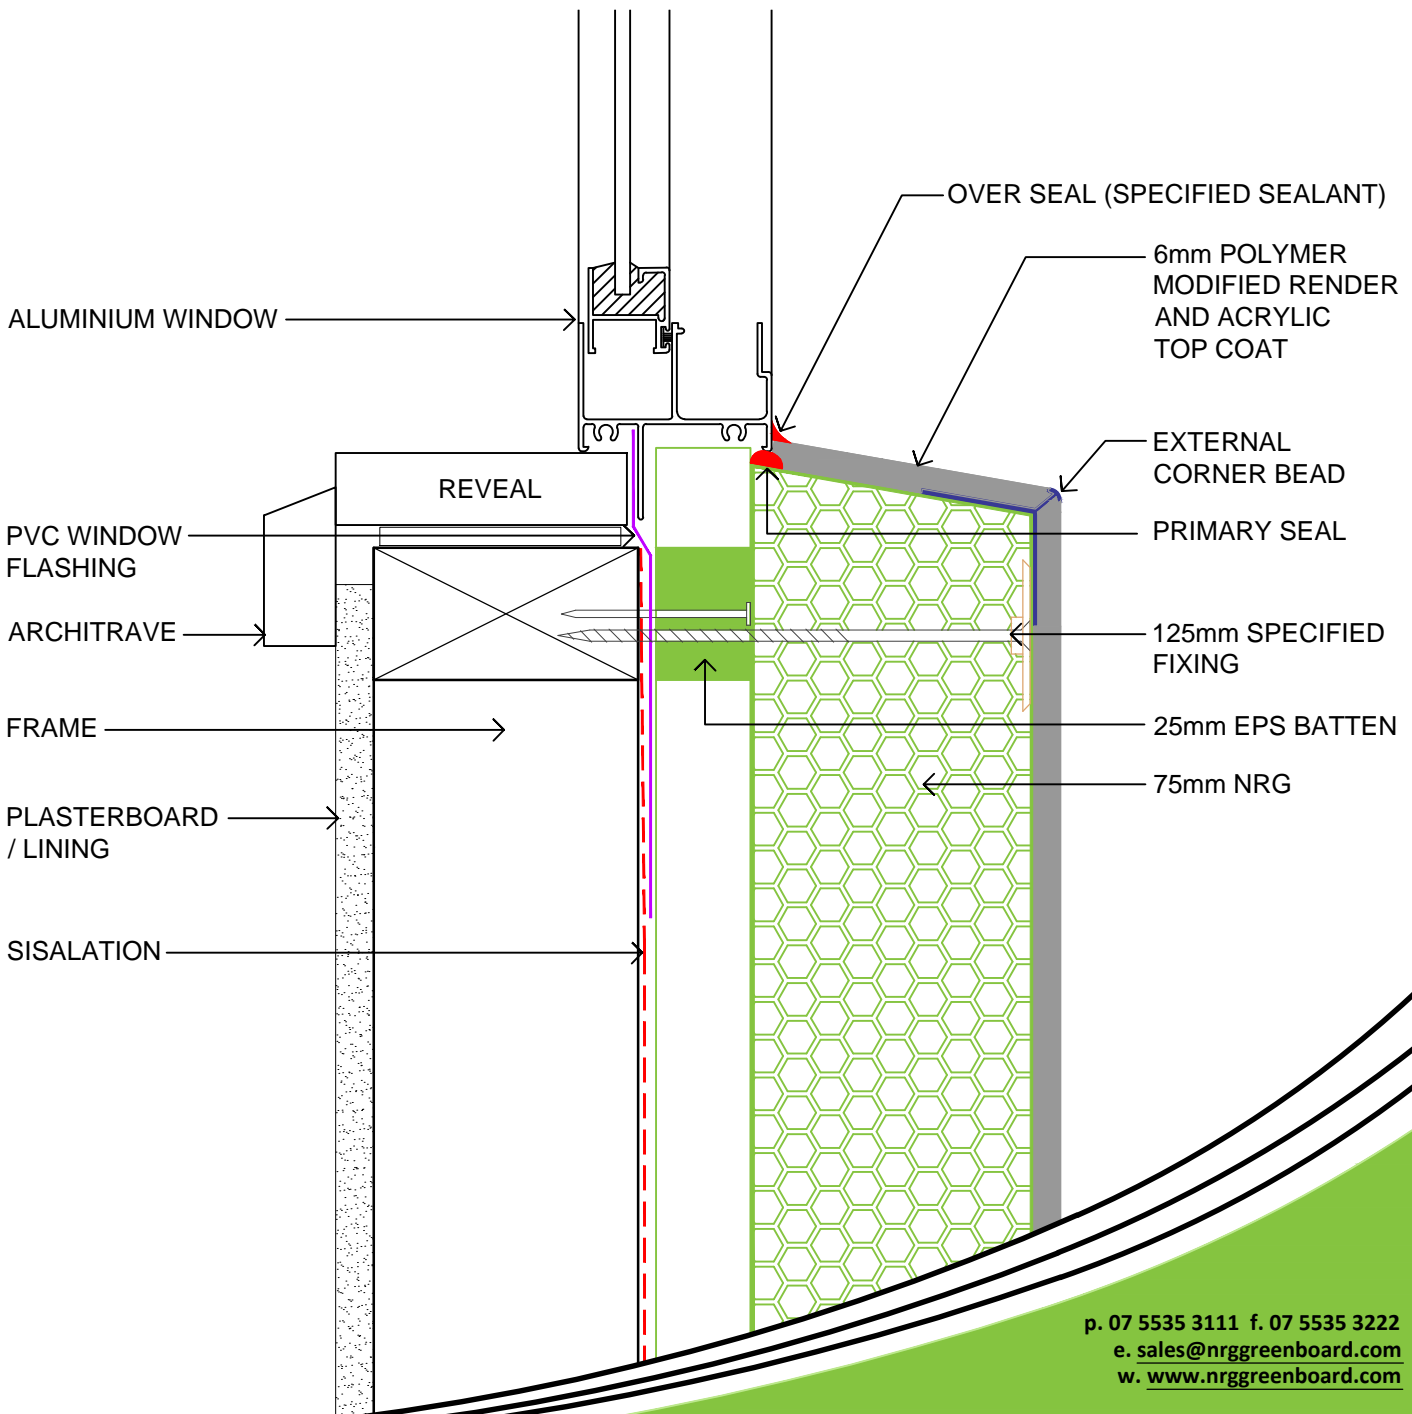 OVER SEAL (SPECIFIED SEALANT)
6mm POLYMER
MODIFIED RENDER
AND ACRYLIC
TOP COAT
ALUMINIUM WINDOW
EXTERNAL
CORNER BEAD
REVEAL
PRIMARY SEAL
PVC WINDOW
FLASHING
ARCHITRAVE
125mm SPECIFIED
FIXING
FRAME
25mm EPS BATTEN
75mm NRG
PLASTERBOARD
/ LINING
SISALATION
p. 07 5535 3111 f. 07 5535 3222
e. sales@nrggreenboard.com
w. www.nrggreenboard.com